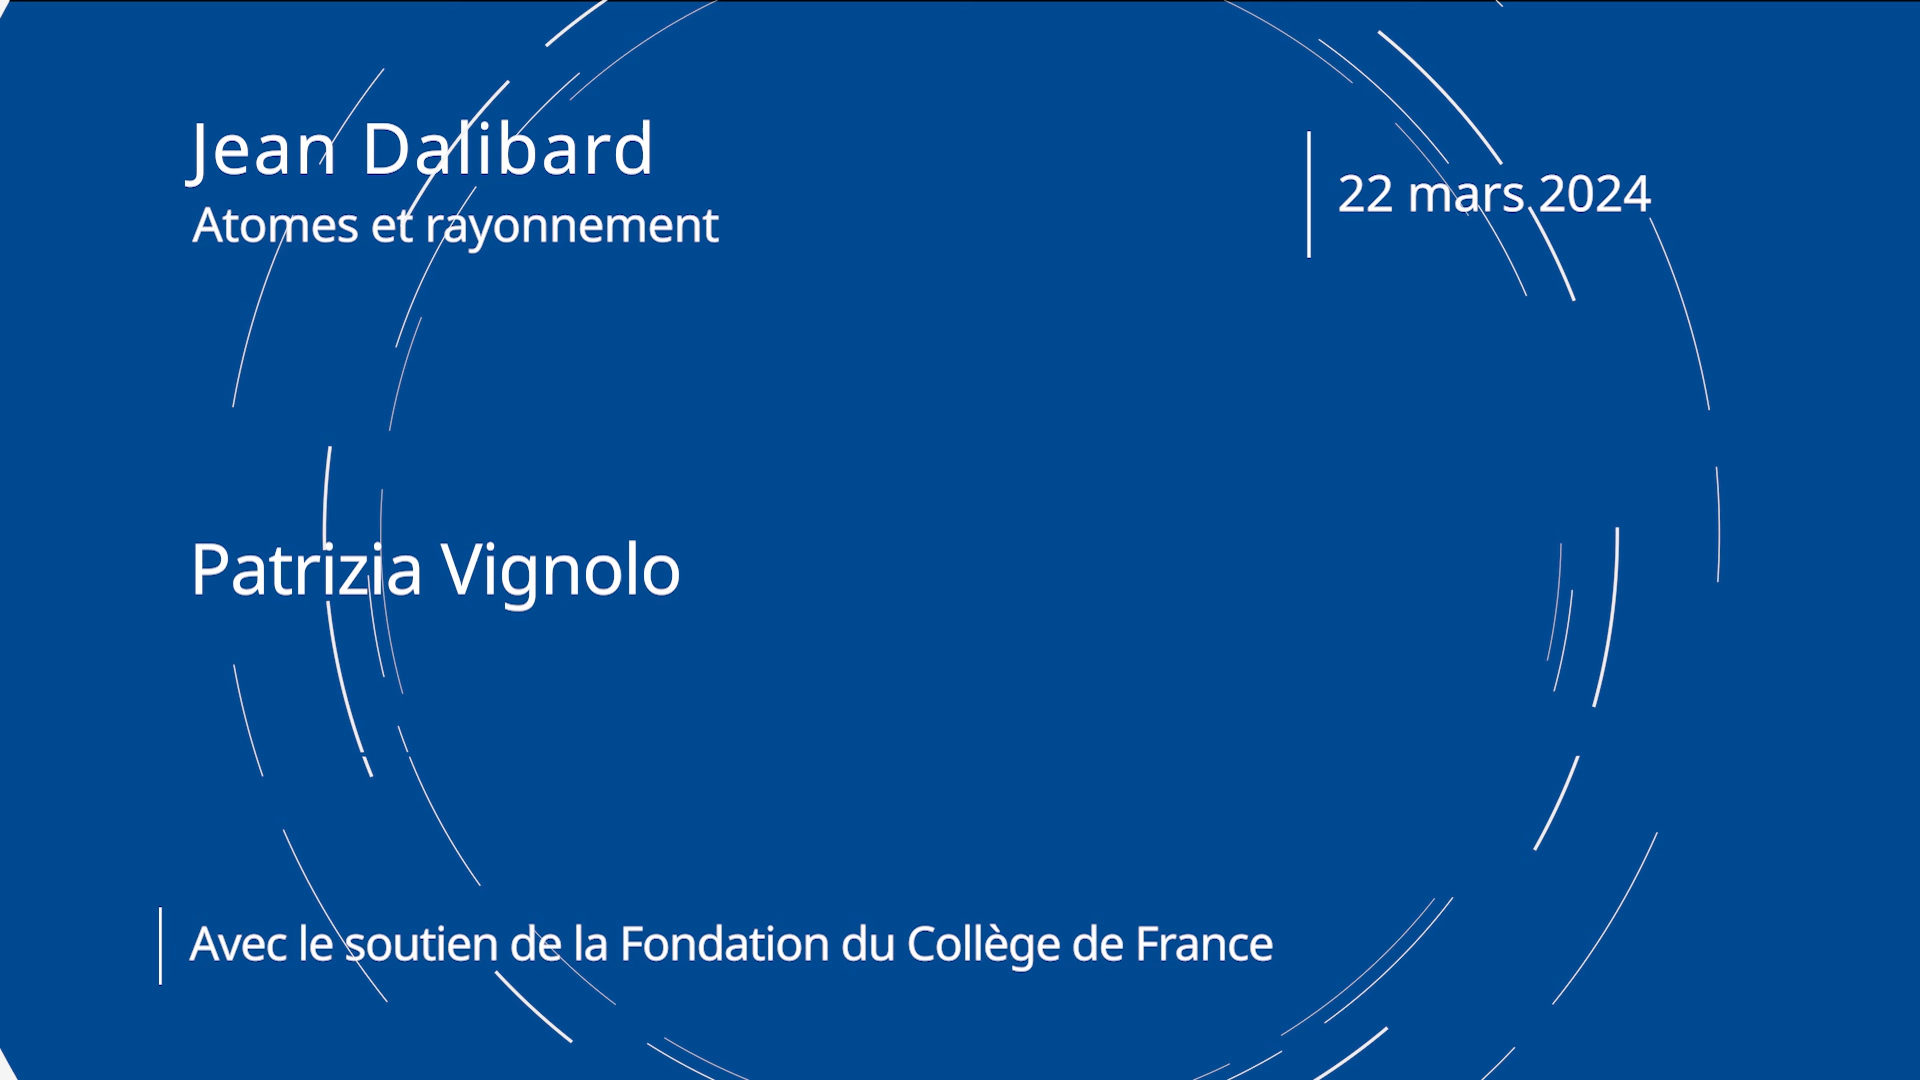 Jean Dalibard
Atomes et rayonnement
22 mars 2024
Patrizia Vignolo
Avec le soutien de la Fondation du Collège de France